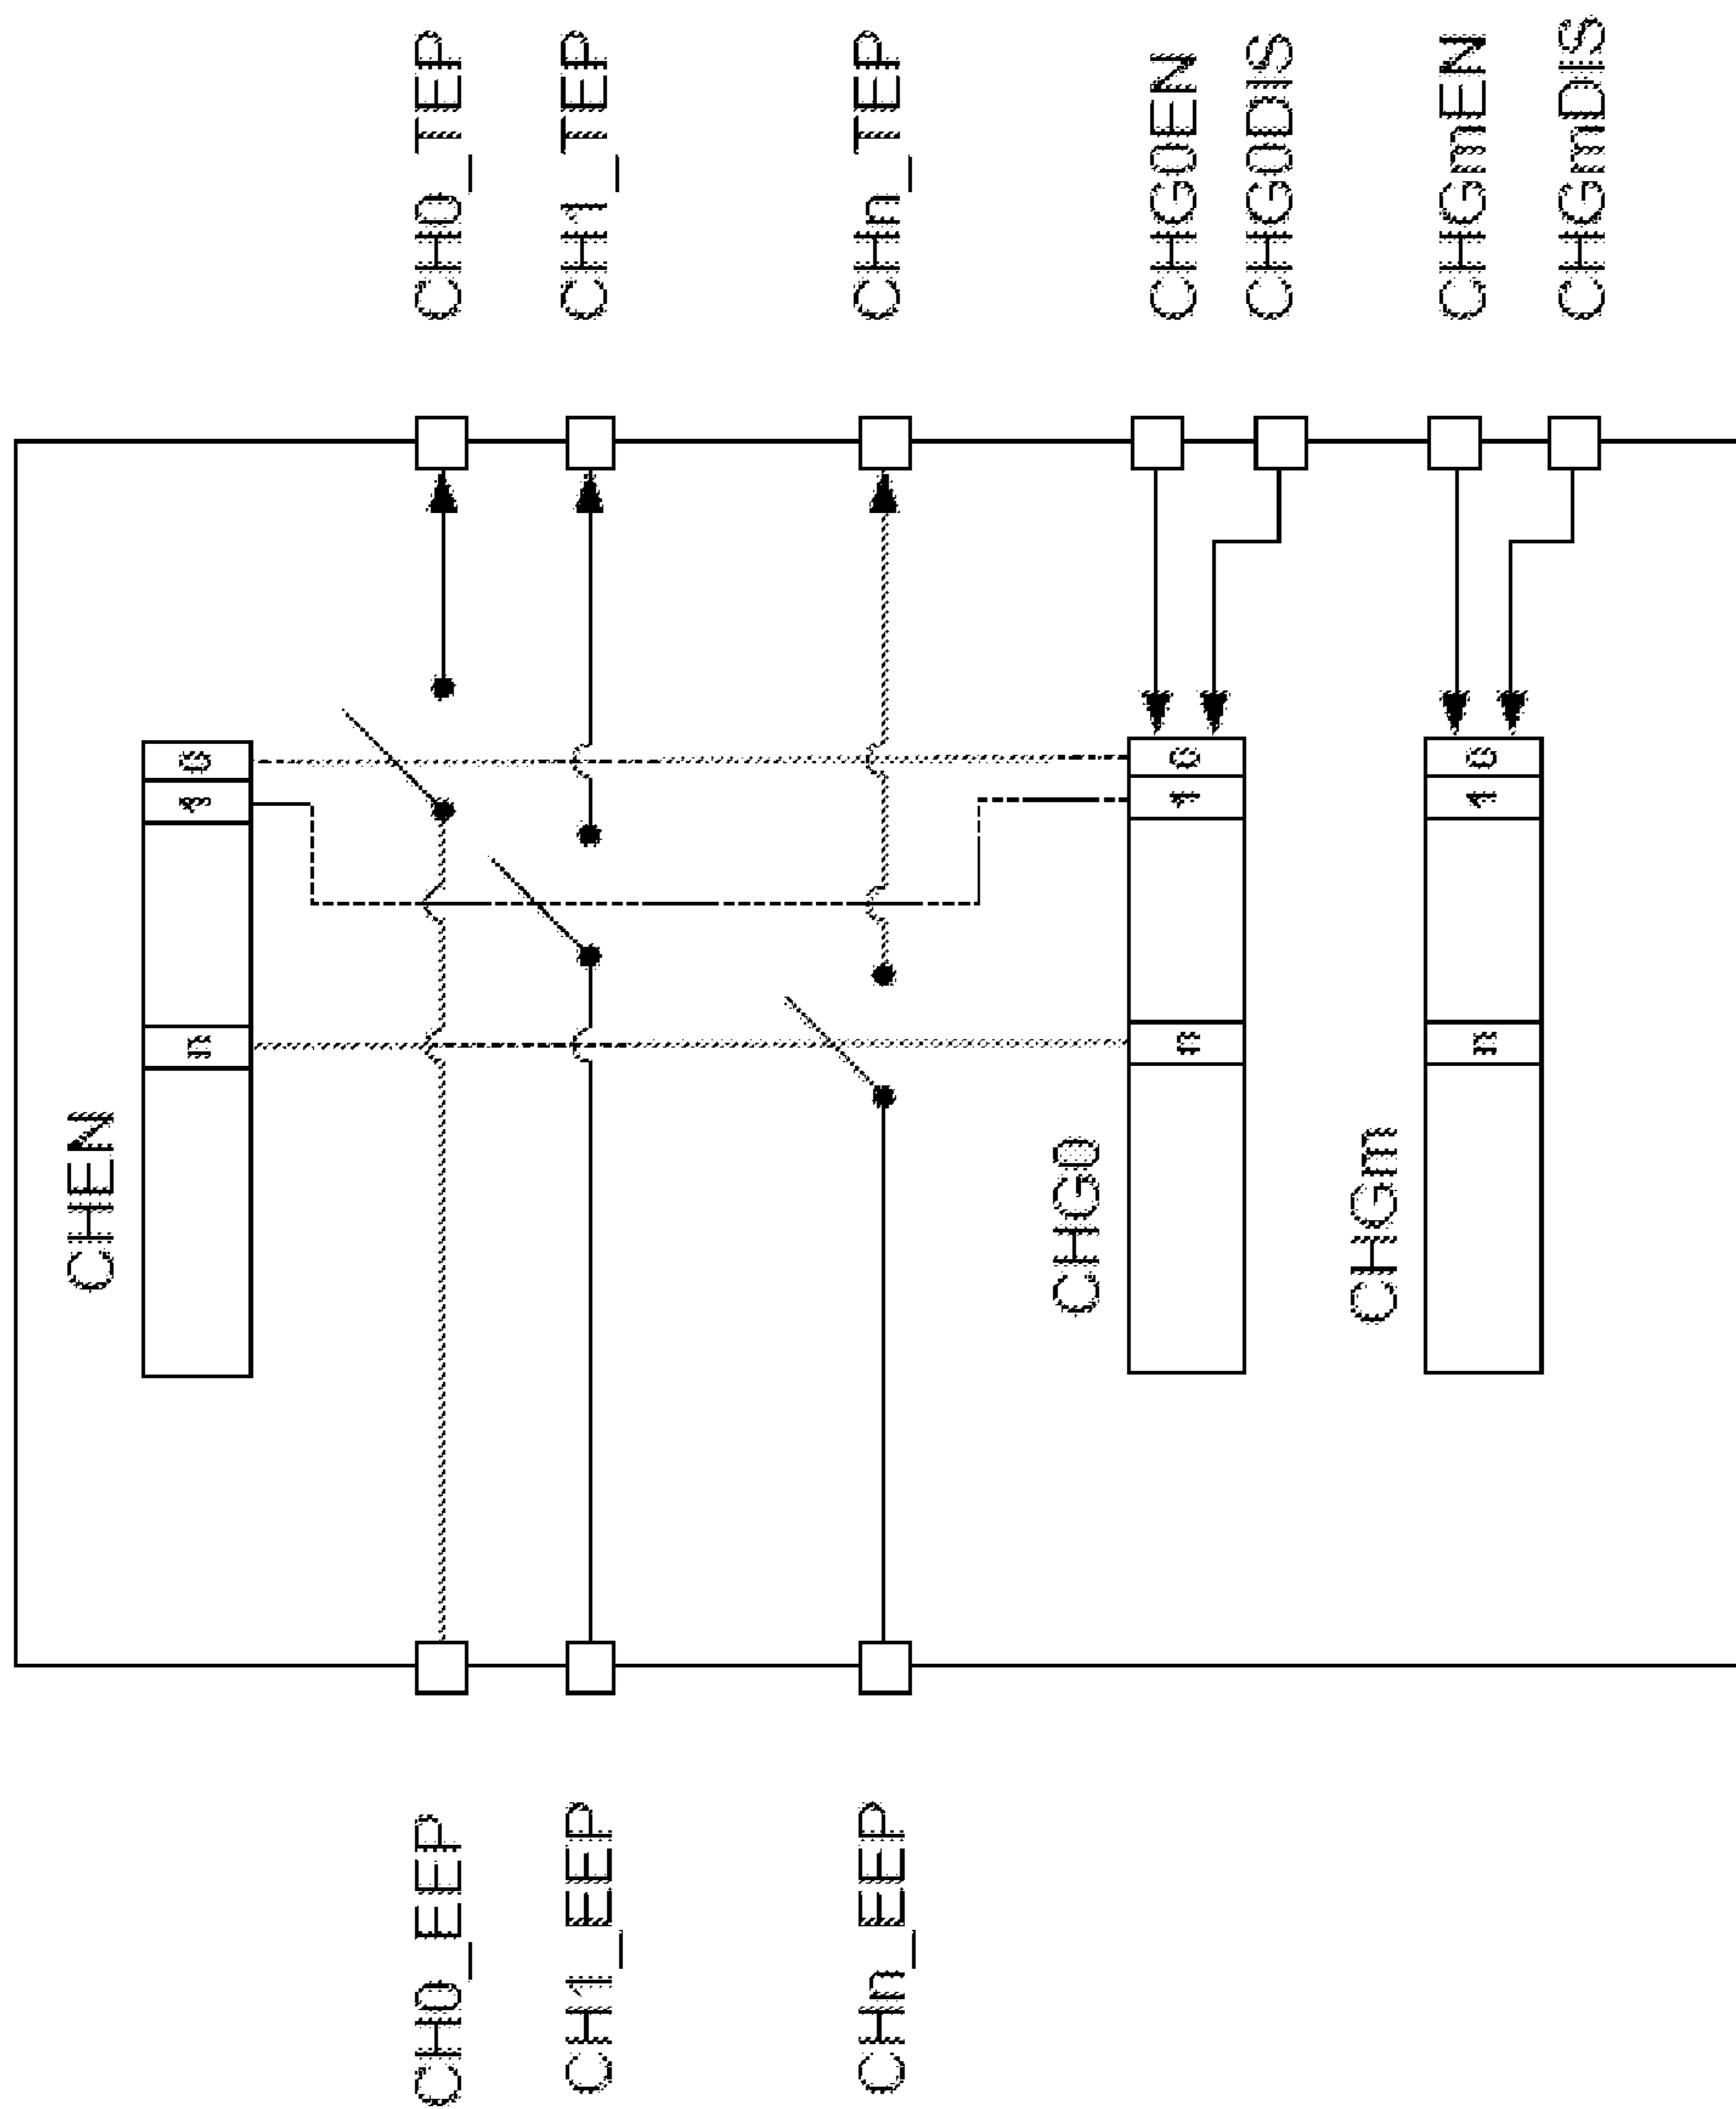 CHEN
n 1 0
CH0_EEP CH0_TEP
CH1_EEP CH1_TEP
CHn_EEP CHn_TEP
CHG0
n 1 0 CHG0EN
CHG0DIS
CHGm
n 1 0 CHGmEN
CHGmDIS